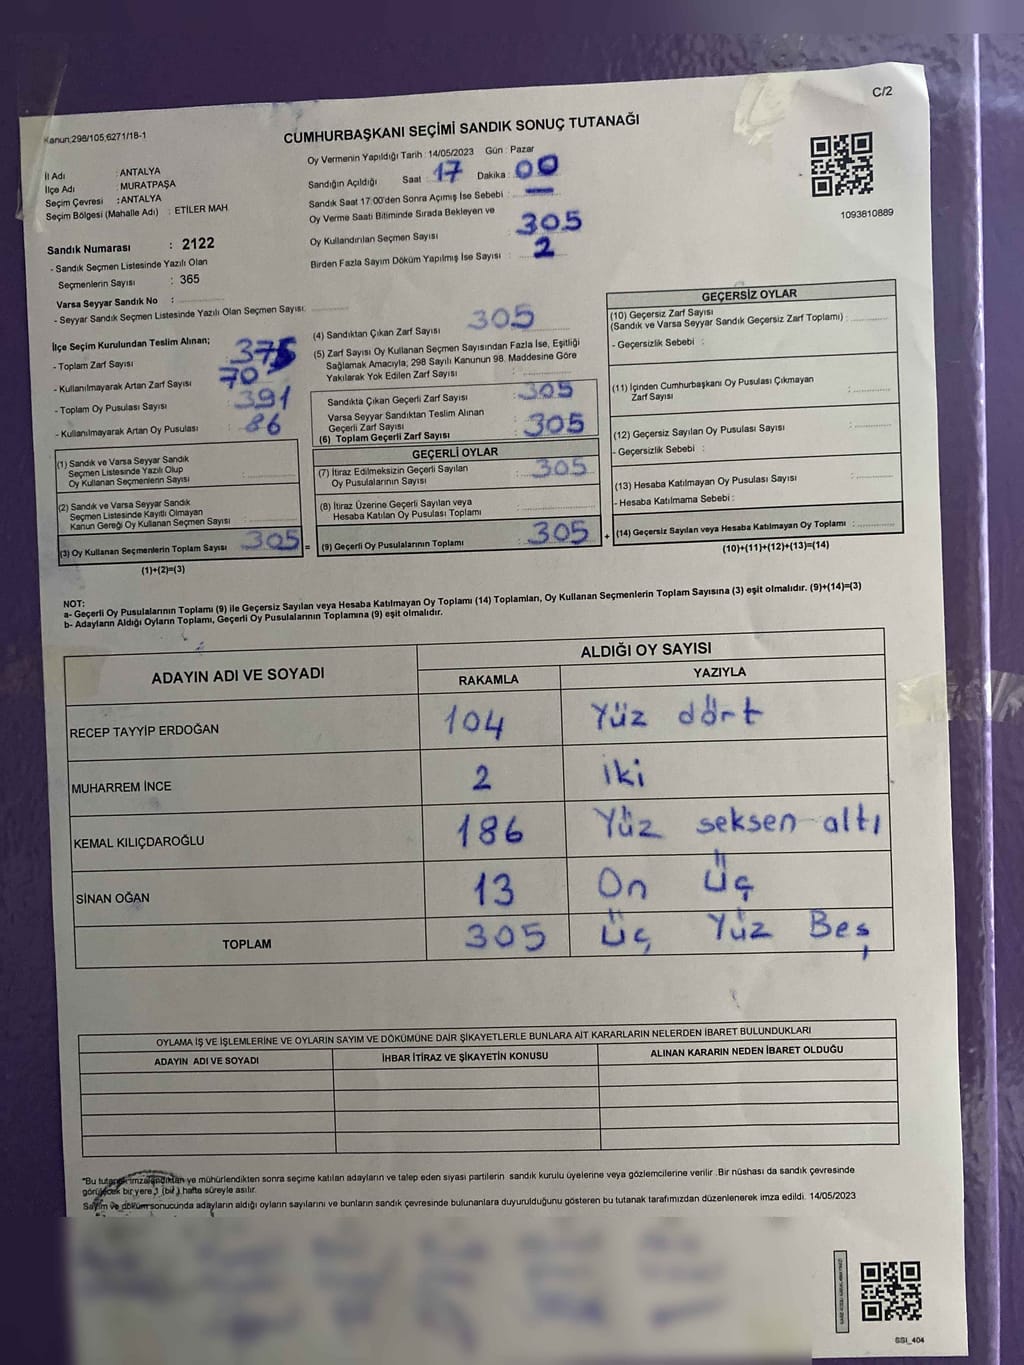 C/2
Kanun;298/105,6271/18-1
CUMHURBAŞKANI SEÇİMİ SANDIK SONUÇ TUTANAĞI
İl Adı : ANTALYA
İlçe Adı : MURATPAŞA
Seçim Çevresi : ANTALYA
Seçim Bölgesi (Mahalle Adı) : ETİLER MAH
Sandık Numarası : 2122
- Sandık Seçmen Listesinde Yazılı Olan
Seçmenlerin Sayısı : 365
Varsa Seyyar Sandık No :
- Seyyar Sandık Seçmen Listesinde Yazılı Olan Seçmen Sayısı:
Oy Vermenin Yapıldığı Tarih : 14/05/2023 Gün : Pazar
Sandığın Açıldığı Saat : 17 Dakika : 00
Sandık Saat 17:00'den Sonra Açımış İse Sebebi : —
Oy Verme Saati Bitiminde Sırada Bekleyen ve
Oy Kullandırılan Seçmen Sayısı 305
Birden Fazla Sayım Döküm Yapılmış İse Sayısı : 2
1093810889
İlçe Seçim Kurulundan Teslim Alınan;
- Toplam Zarf Sayısı : 375
- Kullanılmayarak Artan Zarf Sayısı 70
- Toplam Oy Pusulası Sayısı : 391
- Kullanılmayarak Artan Oy Pusulası : 86
(1) Sandık ve Varsa Seyyar Sandık
Seçmen Listesinde Yazılı Olup
Oy Kullanan Seçmenlerin Sayısı :
(2) Sandık ve Varsa Seyyar Sandık
Seçmen Listesinde Kayıtlı Olmayan
Kanun Gereği Oy Kullanan Seçmen Sayısı :
(3) Oy Kullanan Seçmenlerin Toplam Sayısı 305 =
(1)+(2)=(3)
(4) Sandıktan Çıkan Zarf Sayısı 305
(5) Zarf Sayısı Oy Kullanan Seçmen Sayısından Fazla İse, Eşitliği
Sağlamak Amacıyla; 298 Sayılı Kanunun 98. Maddesine Göre
Yakılarak Yok Edilen Zarf Sayısı :
Sandıkta Çıkan Geçerli Zarf Sayısı : 305
Varsa Seyyar Sandıktan Teslim Alınan
Geçerli Zarf Sayısı :
(6) Toplam Geçerli Zarf Sayısı : 305
GEÇERLİ OYLAR
(7) İtiraz Edilmeksizin Geçerli Sayılan
Oy Pusulalarının Sayısı : 305
(8) İtiraz Üzerine Geçerli Sayılan veya
Hesaba Katılan Oy Pusulası Toplamı :
(9) Geçerli Oy Pusulalarının Toplamı : 305 +
GEÇERSİZ OYLAR
(10) Geçersiz Zarf Sayısı
(Sandık ve Varsa Seyyar Sandık Geçersiz Zarf Toplamı) :
- Geçersizlik Sebebi :
(11) İçinden Cumhurbaşkanı Oy Pusulası Çıkmayan
Zarf Sayısı :
(12) Geçersiz Sayılan Oy Pusulası Sayısı :
- Geçersizlik Sebebi :
(13) Hesaba Katılmayan Oy Pusulası Sayısı :
- Hesaba Katılmama Sebebi :
(14) Geçersiz Sayılan veya Hesaba Katılmayan Oy Toplamı :
(10)+(11)+(12)+(13)=(14)
NOT:
a- Geçerli Oy Pusulalarının Toplamı (9) ile Geçersiz Sayılan veya Hesaba Katılmayan Oy Toplamı (14) Toplamları, Oy Kullanan Seçmenlerin Toplam Sayısına (3) eşit olmalıdır. (9)+(14)=(3)
b- Adayların Aldığı Oyların Toplamı, Geçerli Oy Pusulalarının Toplamına (9) eşit olmalıdır.
ADAYIN ADI VE SOYADI ALDIĞI OY SAYISI
RAKAMLA YAZIYLA
RECEP TAYYİP ERDOĞAN 104 Yüz dört
MUHARREM İNCE 2 iki
KEMAL KILIÇDAROĞLU 186 Yüz seksen altı
SİNAN OĞAN 13 On üç
TOPLAM 305 üç Yüz Beş
OYLAMA İŞ VE İŞLEMLERİNE VE OYLARIN SAYIM VE DÖKÜMÜNE DAİR ŞİKAYETLERLE BUNLARA AİT KARARLARIN NELERDEN İBARET BULUNDUKLARI
ADAYIN ADI VE SOYADI İHBAR İTİRAZ VE ŞİKAYETİN KONUSU ALINAN KARARIN NEDEN İBARET OLDUĞU
"Bu tutanak imzalandıktan ve mühürlendikten sonra seçime katılan adayların ve talep eden siyasi partilerin sandık kurulu üyelerine veya gözlemcilerine verilir .Bir nüshası da sandık çevresinde
görülecek bir yere 1 (bir) hafta süreyle asılır.
Sayım ve döküm sonucunda adayların aldığı oyların sayılarını ve bunların sandık çevresinde bulunanlara duyurulduğunu gösteren bu tutanak tarafımızdan düzenlenerek imza edildi. 14/05/2023
SSI_404